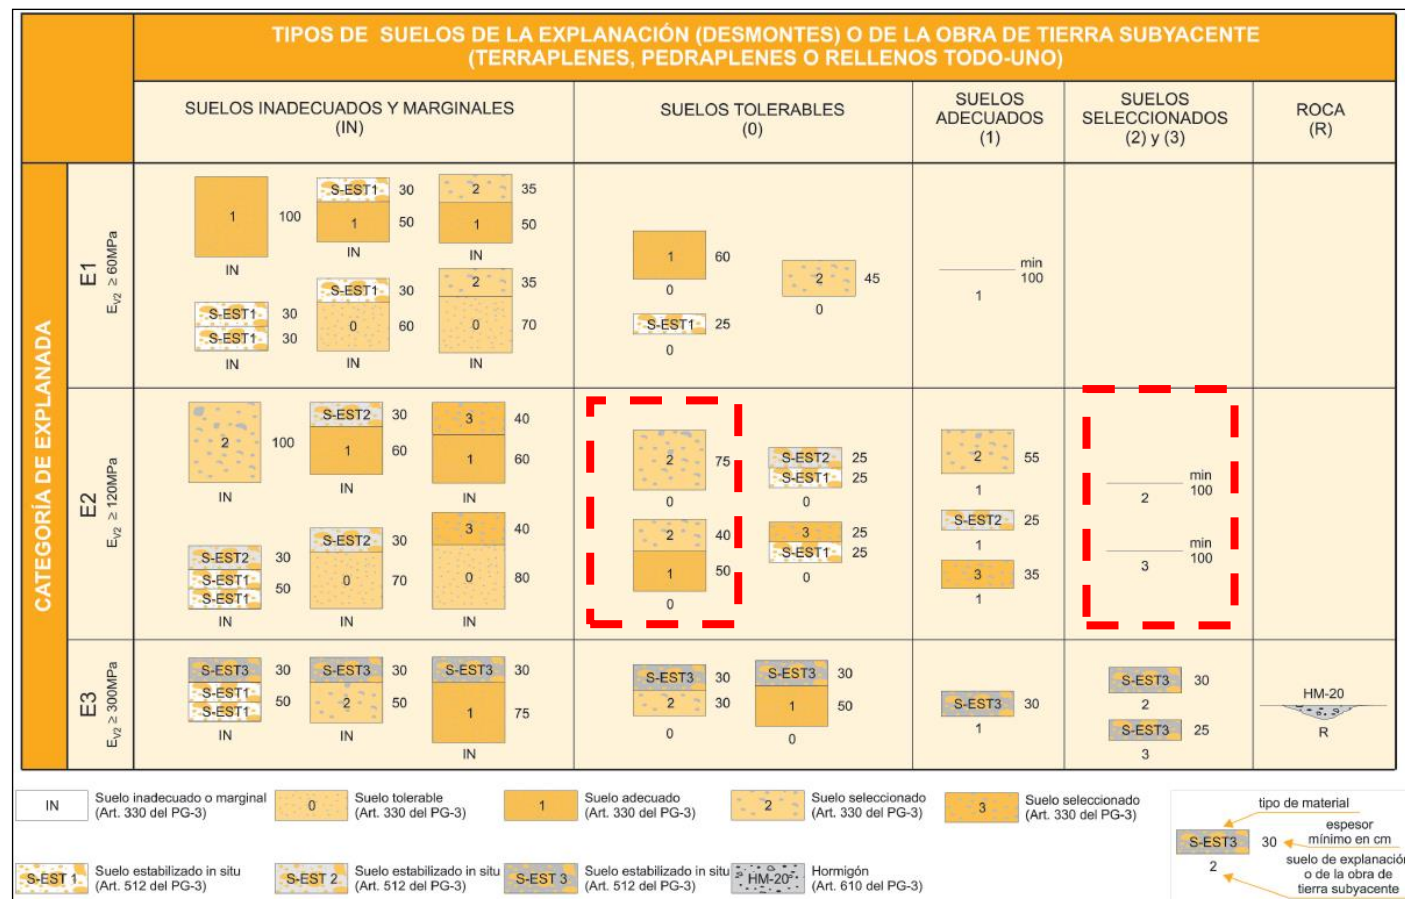 TIPOS DE SUELOS DE LA EXPLANACIÓN (DESMONTES) O DE LA OBRA DE TIERRA SUBYACENTE
(TERRAPLENES, PEDRAPLENES O RELLENOS TODO-UNO)
SUELOS INADECUADOS Y MARGINALES
(IN)
SUELOS TOLERABLES
(0)
SUELOS
ADECUADOS
(1)
SUELOS
SELECCIONADOS
(2) y (3)
ROCA
(R)
CATEGORÍA DE EXPLANADA
E1
EV2 ≥ 60MPa
1 100
IN
S-EST1 30
1 50
IN
2 35
1 50
IN
S-EST1 30
S-EST1 30
IN
S-EST1 30
0 60
IN
2 35
0 70
IN
1 60
0
2 45
0
S-EST1 25
0
min
100
1
E2
EV2 ≥ 120MPa
2 100
IN
S-EST2 30
1 60
IN
3 40
1 60
IN
S-EST2 30
S-EST1 50
S-EST1
IN
S-EST2 30
0 70
IN
3 40
0 80
IN
2 75
0
S-EST2 25
S-EST1 25
0
2 40
1 50
0
3 25
S-EST1 25
0
2 55
1
S-EST2 25
1
3 35
1
min
100
2
min
100
3
E3
EV2 ≥ 300MPa
S-EST3 30
S-EST1 50
S-EST1
IN
S-EST3 30
2 50
IN
S-EST3 30
1 75
IN
S-EST3 30
2 30
0
S-EST3 30
1 50
0
S-EST3 30
1
S-EST3 30
2
S-EST3 25
3
HM-20
R
IN Suelo inadecuado o marginal
(Art. 330 del PG-3)
0 Suelo tolerable
(Art. 330 del PG-3)
1 Suelo adecuado
(Art. 330 del PG-3)
2 Suelo seleccionado
(Art. 330 del PG-3)
3 Suelo seleccionado
(Art. 330 del PG-3)
S-EST 1 Suelo estabilizado in situ
(Art. 512 del PG-3)
S-EST 2 Suelo estabilizado in situ
(Art. 512 del PG-3)
S-EST 3 Suelo estabilizado in situ
(Art. 512 del PG-3)
HM-20 Hormigón
(Art. 610 del PG-3)
tipo de material
S-EST3 30
espesor
mínimo en cm
2
suelo de explanación
o de la obra de
tierra subyacente